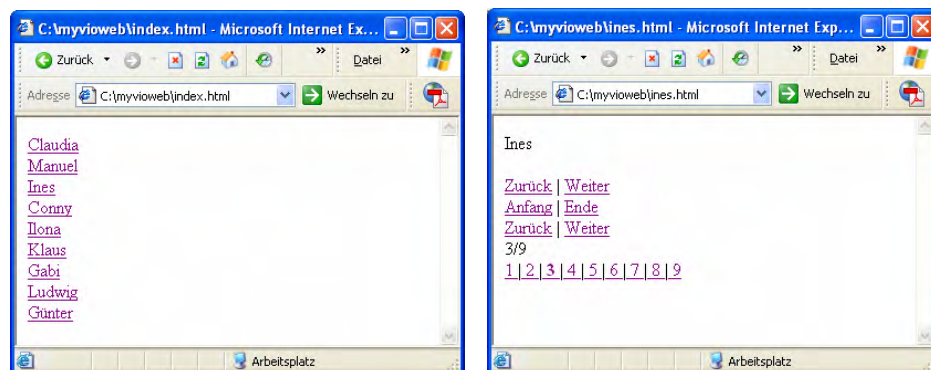 C:\myvioweb\index.html - Microsoft Internet Ex...
Zurück
»
Datei
»
Adresse C:\myvioweb\index.html Wechseln zu
Claudia
Manuel
Ines
Conny
Ilona
Klaus
Gabi
Ludwig
Günter
Arbeitsplatz
C:\myvioweb\ines.html - Microsoft Internet Exp...
Zurück
»
Datei
»
Adresse C:\myvioweb\ines.html Wechseln zu
Ines
Zurück | Weiter
Anfang | Ende
Zurück | Weiter
3/9
1 | 2 | 3 | 4 | 5 | 6 | 7 | 8 | 9
Arbeitsplatz